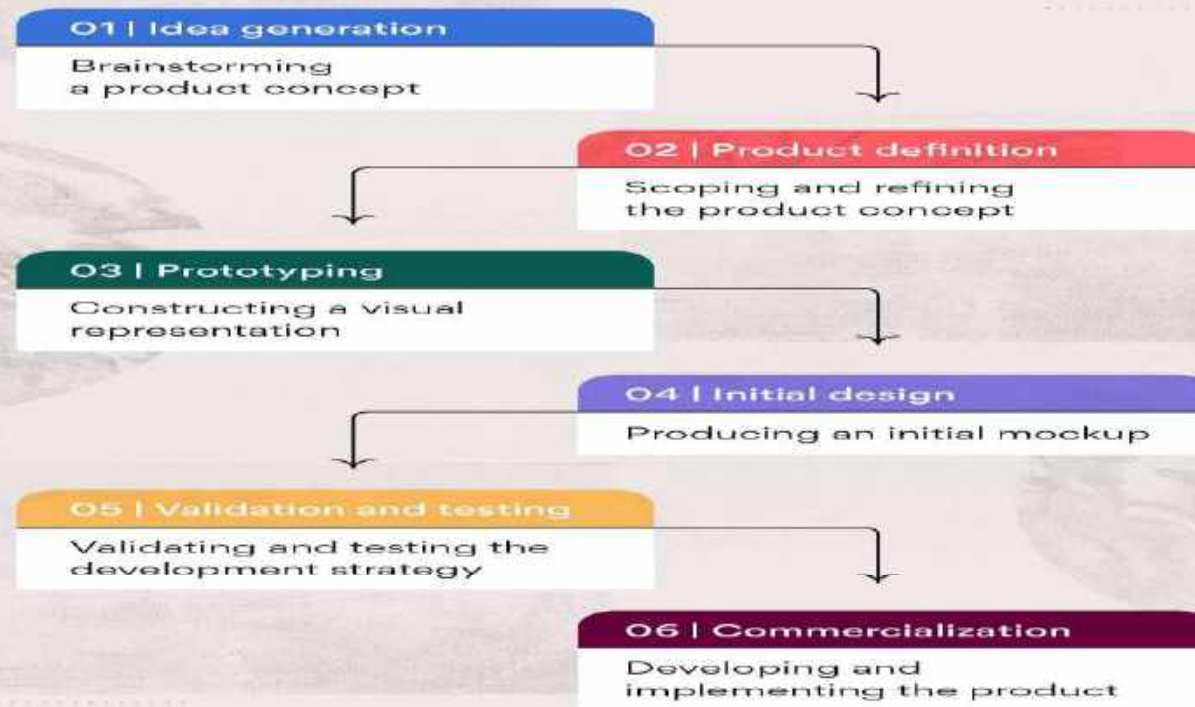 01 | Idea generation
Brainstorming
a product concept
02 | Product definition
Scoping and refining
the product concept
03 | Prototyping
Constructing a visual
representation
04 | Initial design
Producing an initial mockup
05 | Validation and testing
Validating and testing the
development strategy
06 | Commercialization
Developing and
implementing the product